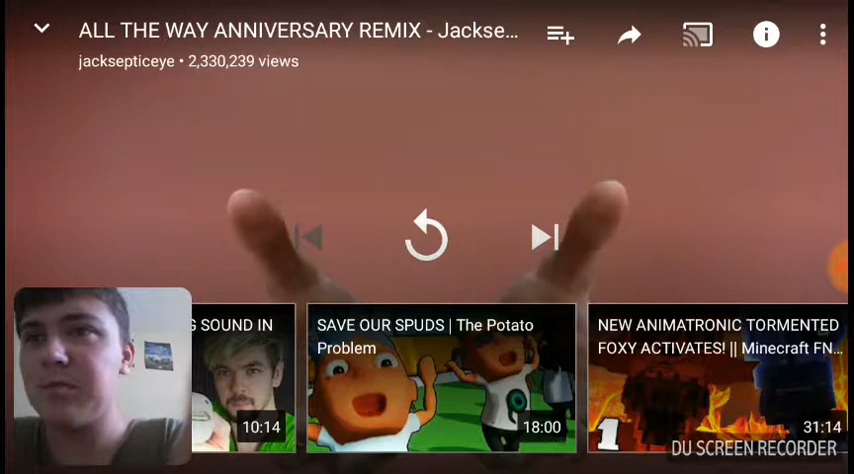 ALL THE WAY ANNIVERSARY REMIX - Jackse...
jacksepticeye • 2,330,239 views
G SOUND IN
10:14
SAVE OUR SPUDS | The Potato
Problem
18:00
NEW ANIMATRONIC TORMENTED
FOXY ACTIVATES! || Minecraft FN...
1
31:14
DU SCREEN RECORDER